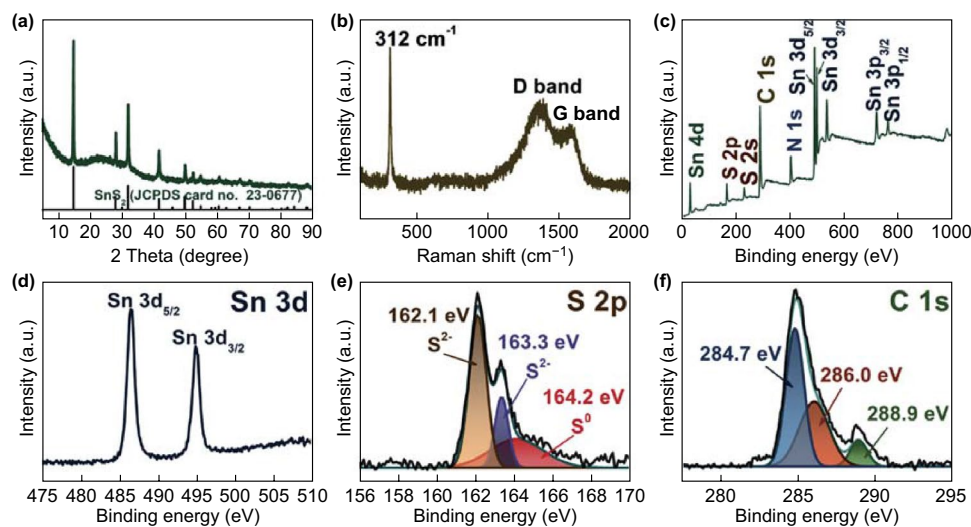 (a)
Intensity (a.u.)
SnS₂ (JCPDS card no. 23-0677)
10 20 30 40 50 60 70 80 90
2 Theta (degree)
(b)
Intensity (a.u.)
312 cm⁻¹
D band
G band
500 1000 1500 2000
Raman shift (cm⁻¹)
(c)
Intensity (a.u.)
Sn 4d
S 2p
S 2s
C 1s
N 1s
Sn 3d₅/₂
Sn 3d₃/₂
Sn 3p₃/₂
Sn 3p₁/₂
0 200 400 600 800 1000
Binding energy (eV)
(d)
Intensity (a.u.)
Sn 3d
Sn 3d₅/₂
Sn 3d₃/₂
475 480 485 490 495 500 505 510
Binding energy (eV)
(e)
Intensity (a.u.)
S 2p
162.1 eV
S²⁻
163.3 eV
S²⁻
164.2 eV
S⁰
156 158 160 162 164 166 168 170
Binding energy (eV)
(f)
Intensity (a.u.)
C 1s
284.7 eV
286.0 eV
288.9 eV
280 285 290 295
Binding energy (eV)